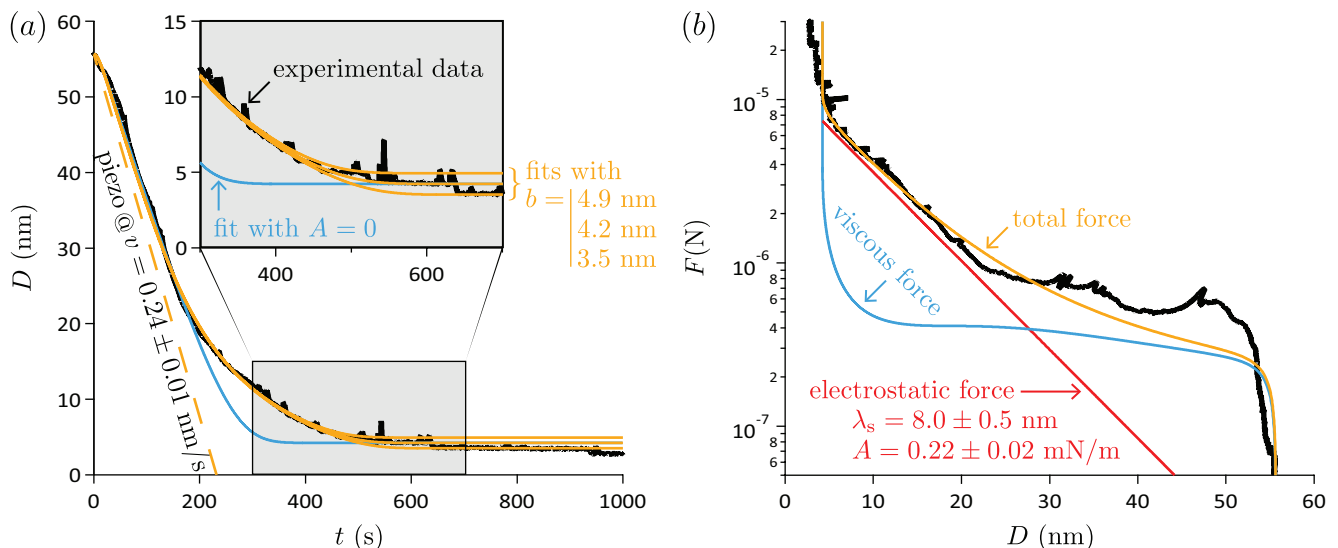 (a)
60
50
40
30
20
10
0
D (nm)
0
200
400
600
800
1000
t (s)
piezo @ v = 0.24 ± 0.01 nm/s
15
10
5
0
400
600
experimental data
fit with A = 0
fits with
b = 4.9 nm
4.2 nm
3.5 nm
(b)
F(N)
2
10⁻⁵
8
6
4
2
10⁻⁶
8
6
4
2
10⁻⁷
8
6
0
10
20
30
40
50
60
D (nm)
total force
viscous force
electrostatic force
λₛ = 8.0 ± 0.5 nm
A = 0.22 ± 0.02 mN/m